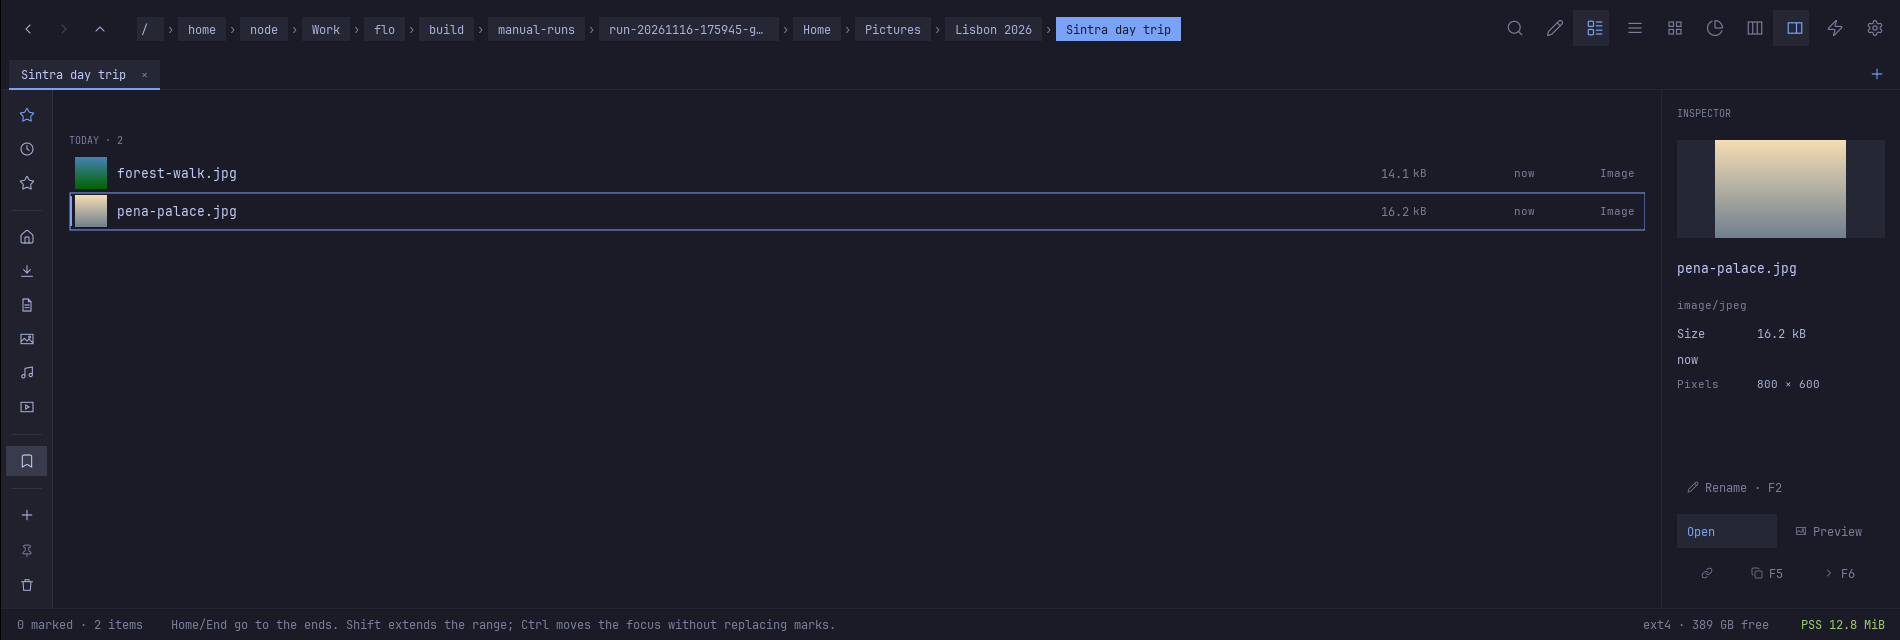 / › home › node › Work › flo › build › manual-runs › run-20261116-175945-g… › Home › Pictures › Lisbon 2026 › Sintra day trip
Sintra day trip ×
INSPECTOR
TODAY · 2
forest-walk.jpg 14.1 kB now Image
pena-palace.jpg 16.2 kB now Image
pena-palace.jpg
image/jpeg
Size 16.2 kB
now
Pixels 800 × 600
Rename · F2
Open Preview
F5 F6
0 marked · 2 items Home/End go to the ends. Shift extends the range; Ctrl moves the focus without replacing marks. ext4 · 389 GB free PSS 12.8 MiB